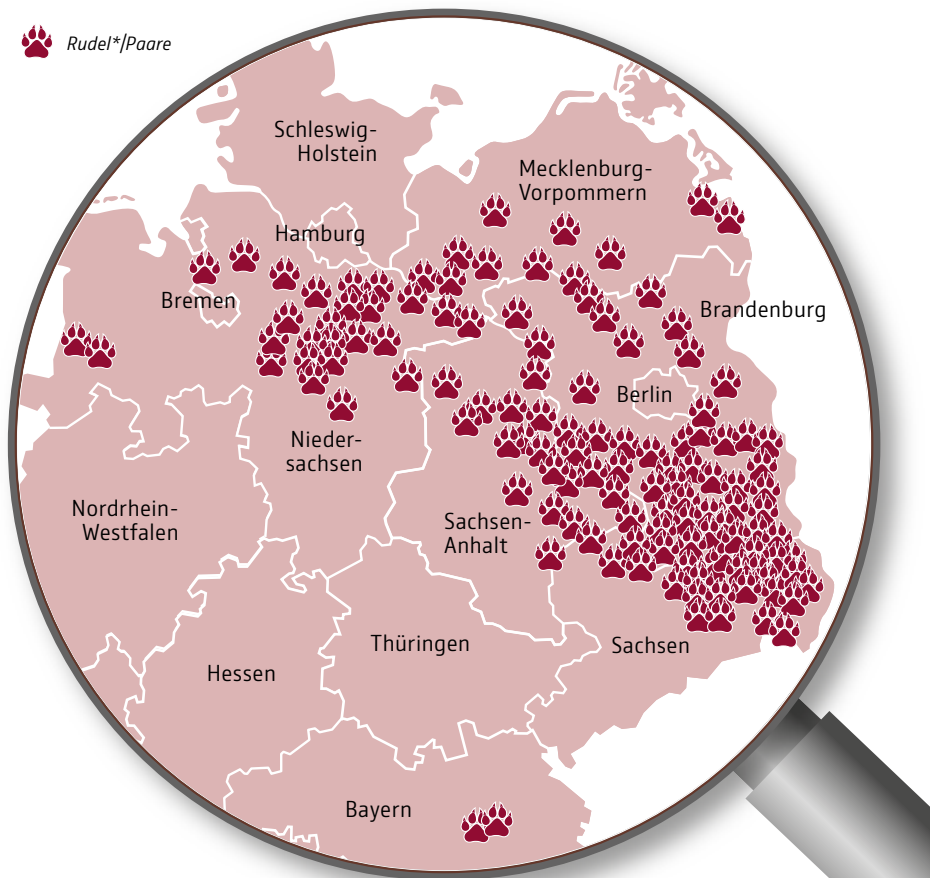 Rudel*/Paare
Schleswig-
Holstein
Mecklenburg-
Vorpommern
Hamburg
Bremen
Brandenburg
Berlin
Nieder-
sachsen
Nordrhein-
Westfalen
Sachsen-
Anhalt
Thüringen
Sachsen
Hessen
Bayern